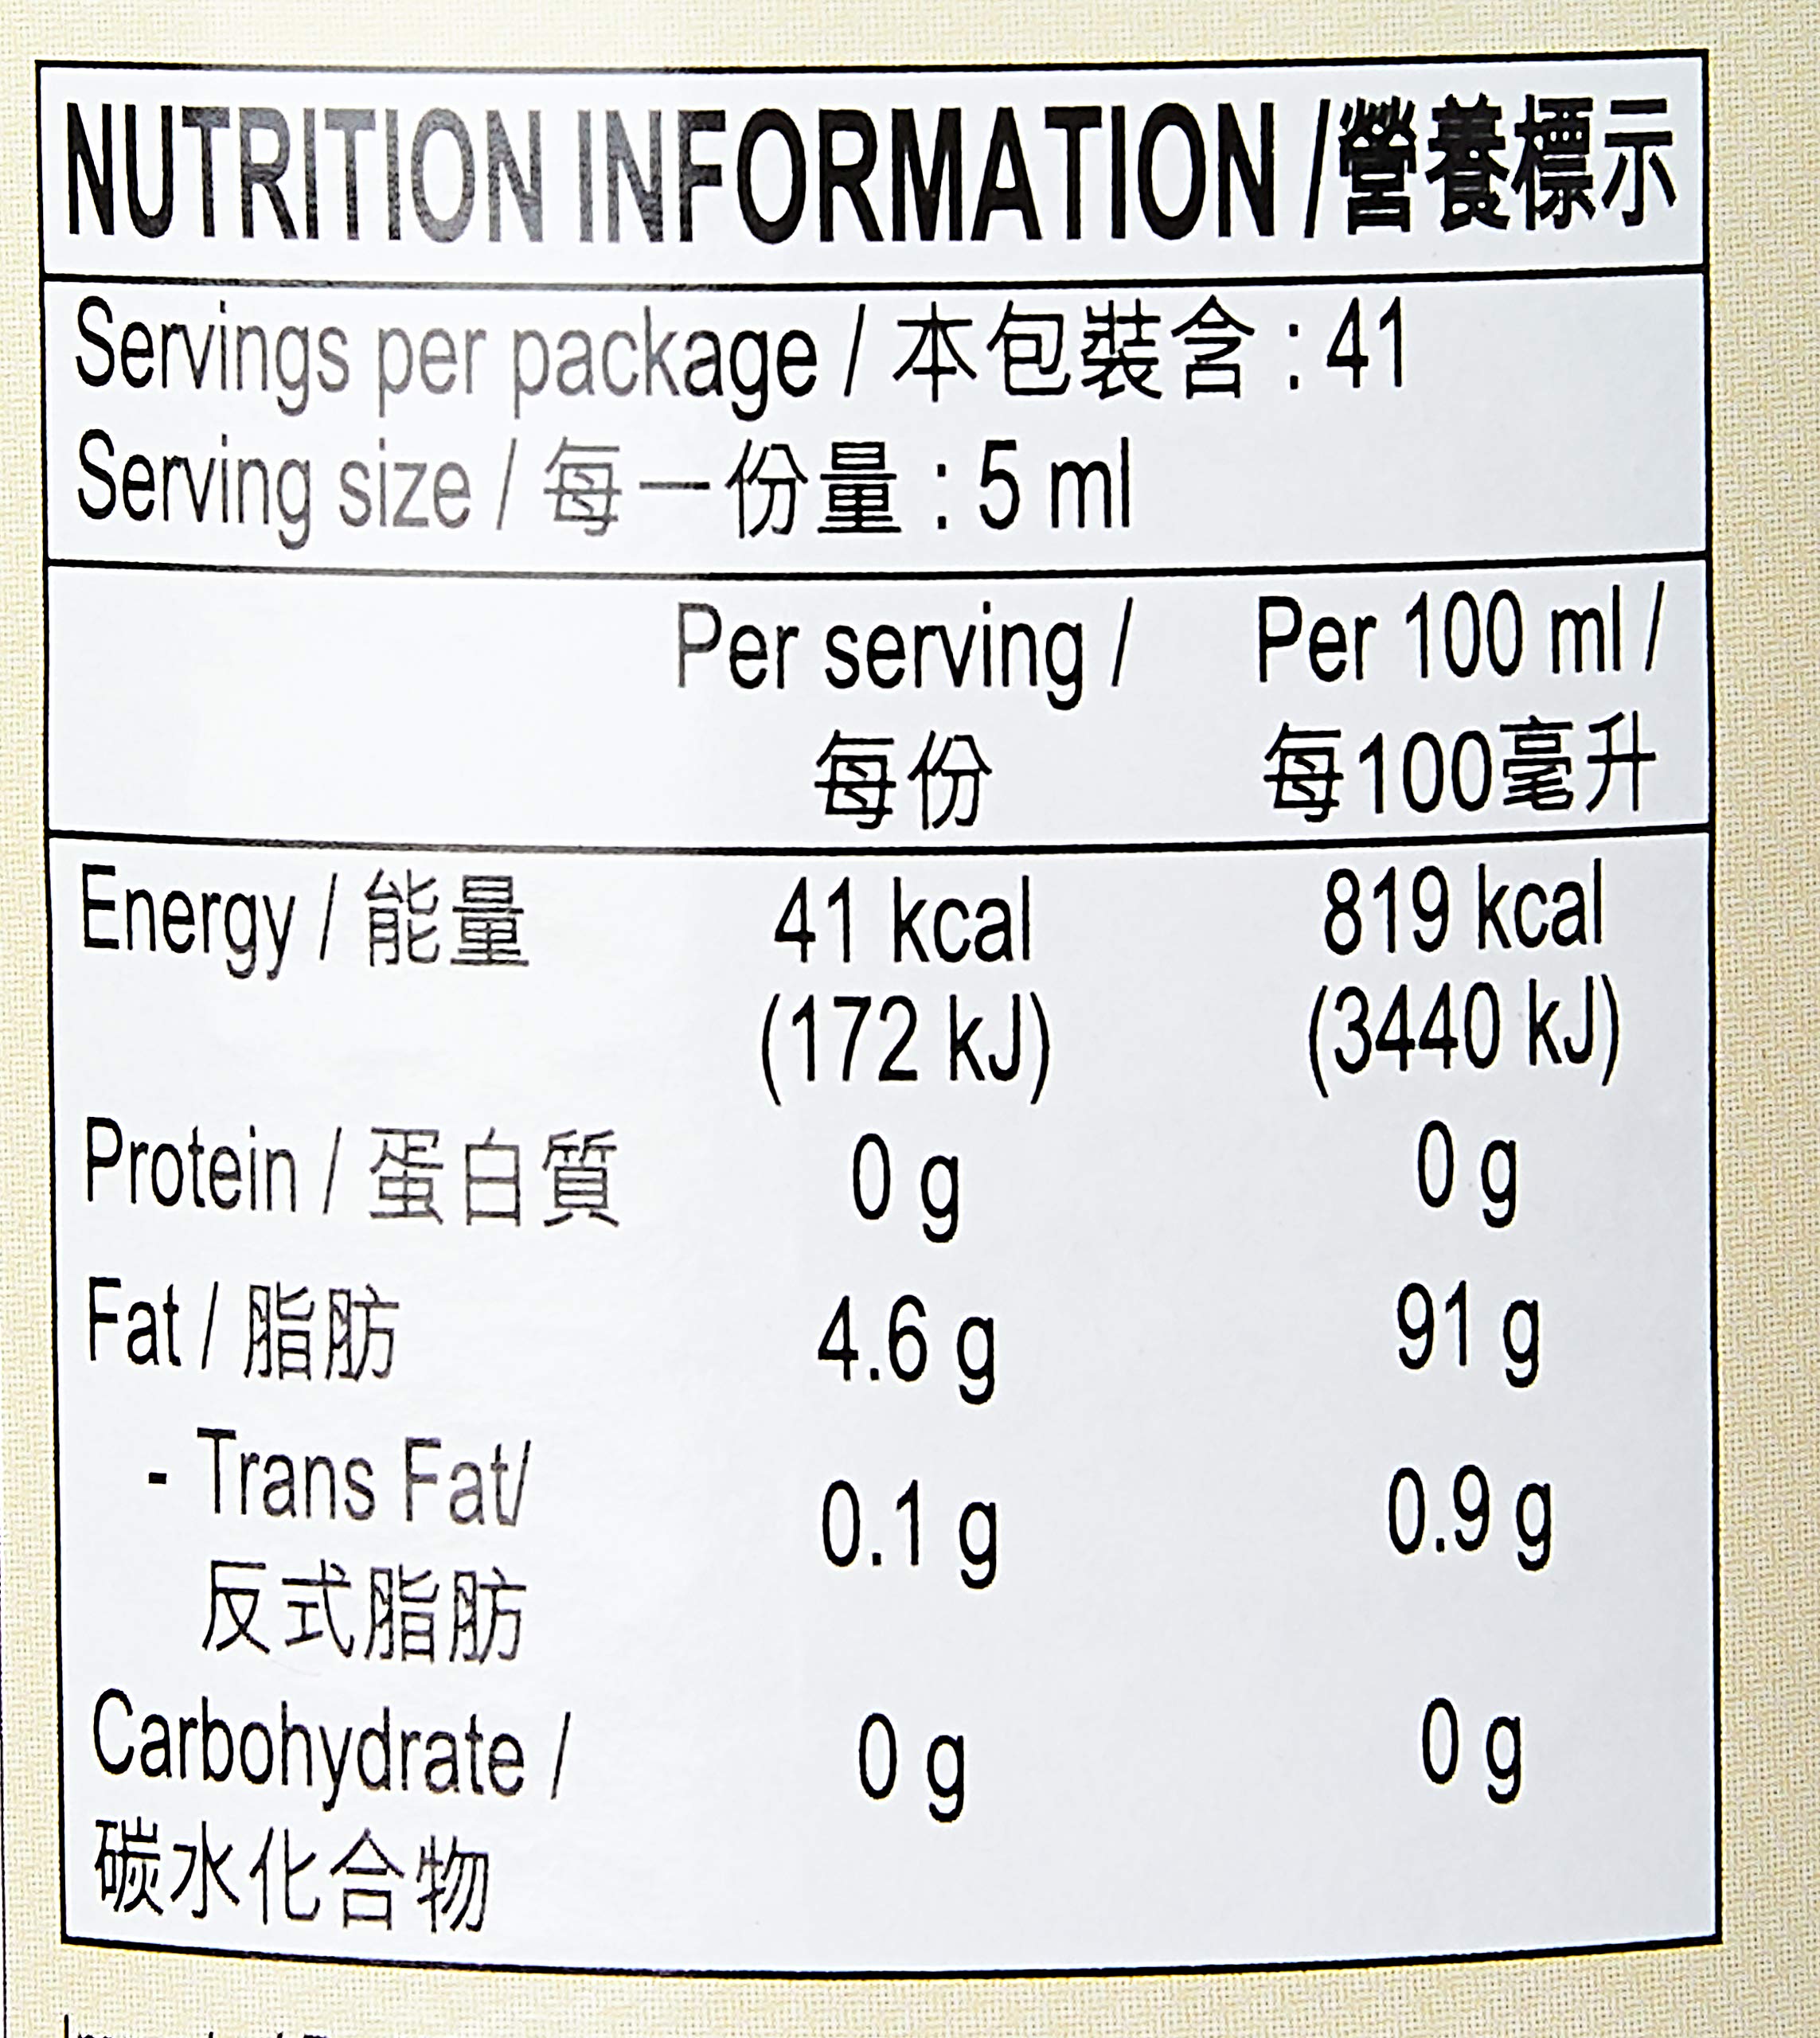 NUTRITION INFORMATION /營養標示
Servings per package / 本包裝含 : 41
Serving size / 每一份量 : 5 ml
Per serving / Per 100 ml /
每份 每100毫升
Energy / 能量 41 kcal 819 kcal
(172 kJ) (3440 kJ)
Protein / 蛋白質 0 g 0 g
Fat / 脂肪 4.6 g 91 g
- Trans Fat/ 0.1 g 0.9 g
反式脂肪
Carbohydrate / 0 g 0 g
碳水化合物